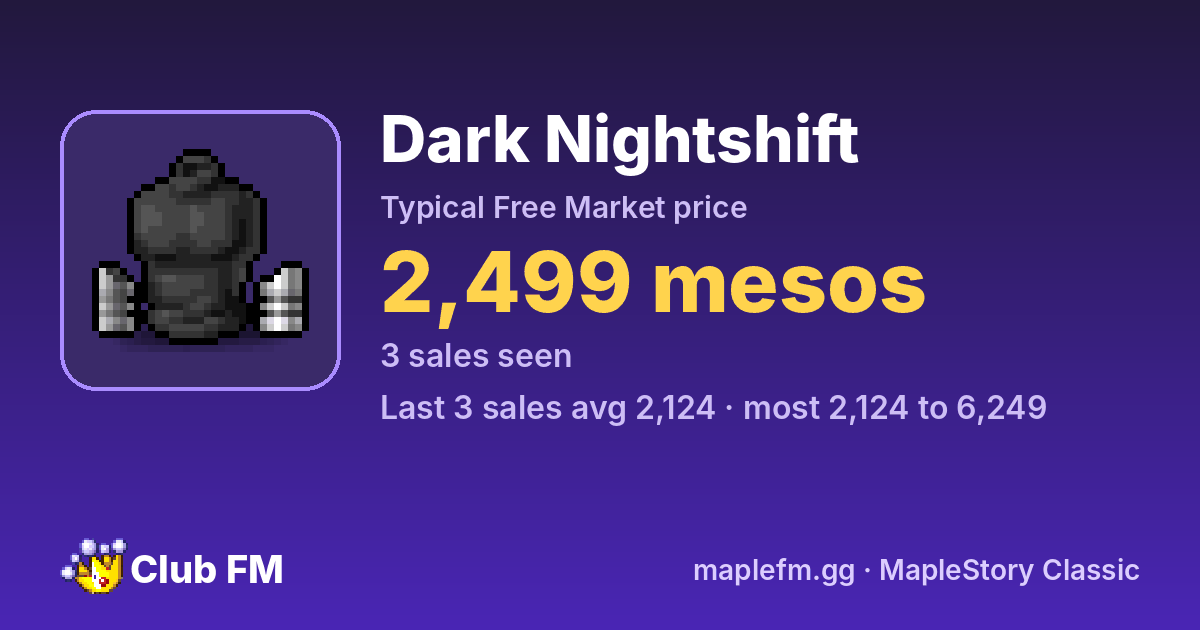 Dark Nightshift
Typical Free Market price
2,499 mesos
3 sales seen
Last 3 sales avg 2,124 · most 2,124 to 6,249
Club FM
maplefm.gg · MapleStory Classic